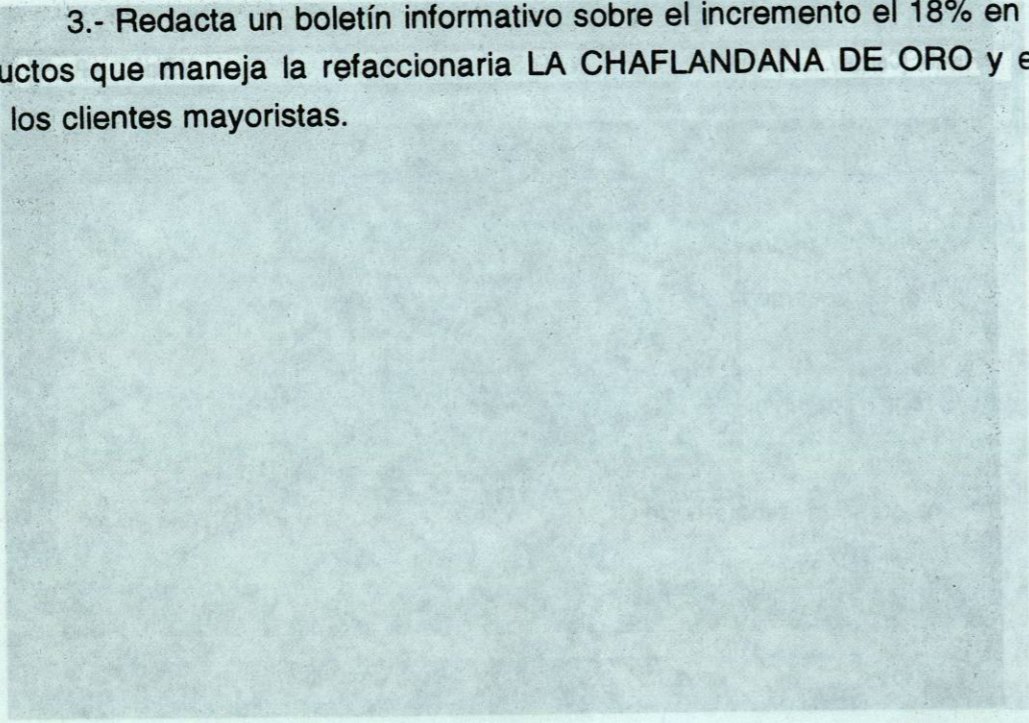 3.- Redacta un boletín informativo sobre el incremento el 18% en
uctos que maneja la refaccionaria LA CHAFLANDANA DE ORO y e
los clientes mayoristas.